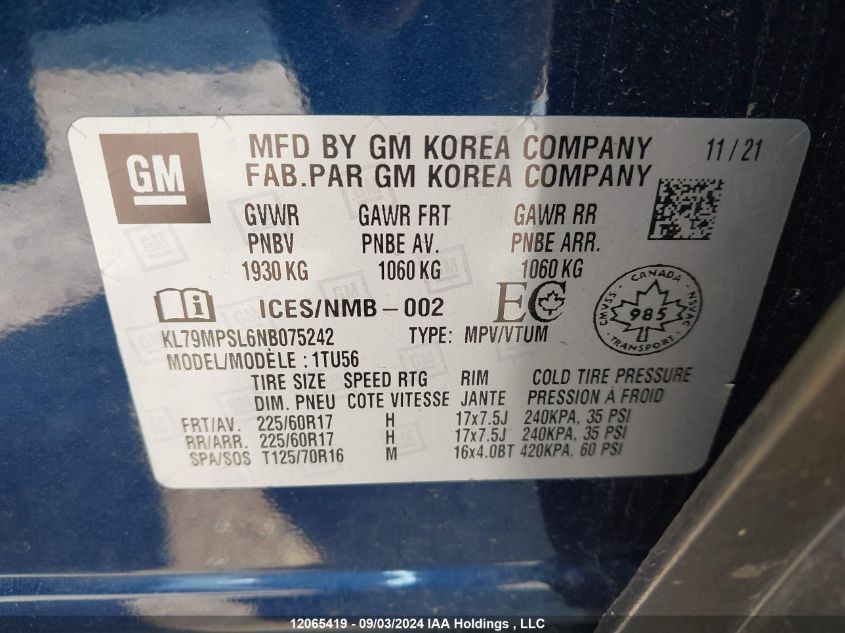 GM
MFD BY GM KOREA COMPANY 11/21
FAB.PAR GM KOREA COMPANY
GVWR GAWR FRT GAWR RR
PNBV PNBE AV. PNBE ARR.
1930 KG 1060 KG 1060 KG
i ICES/NMB-002 EC
CANADA CMVSS 985 NSVAC TRANSPORT
KL79MPSL6NB075242 TYPE: MPV/VTUM
MODEL/MODÈLE : 1TU56
TIRE SIZE SPEED RTG RIM COLD TIRE PRESSURE
DIM. PNEU COTE VITESSE JANTE PRESSION À FROID
FRT/AV. 225/60R17 H 17x7.5J 240KPA, 35 PSI
RR/ARR. 225/60R17 H 17x7.5J 240KPA, 35 PSI
SPA/SOS T125/70R16 M 16x4.0BT 420KPA, 60 PSI
12065419 - 09/03/2024 IAA Holdings , LLC